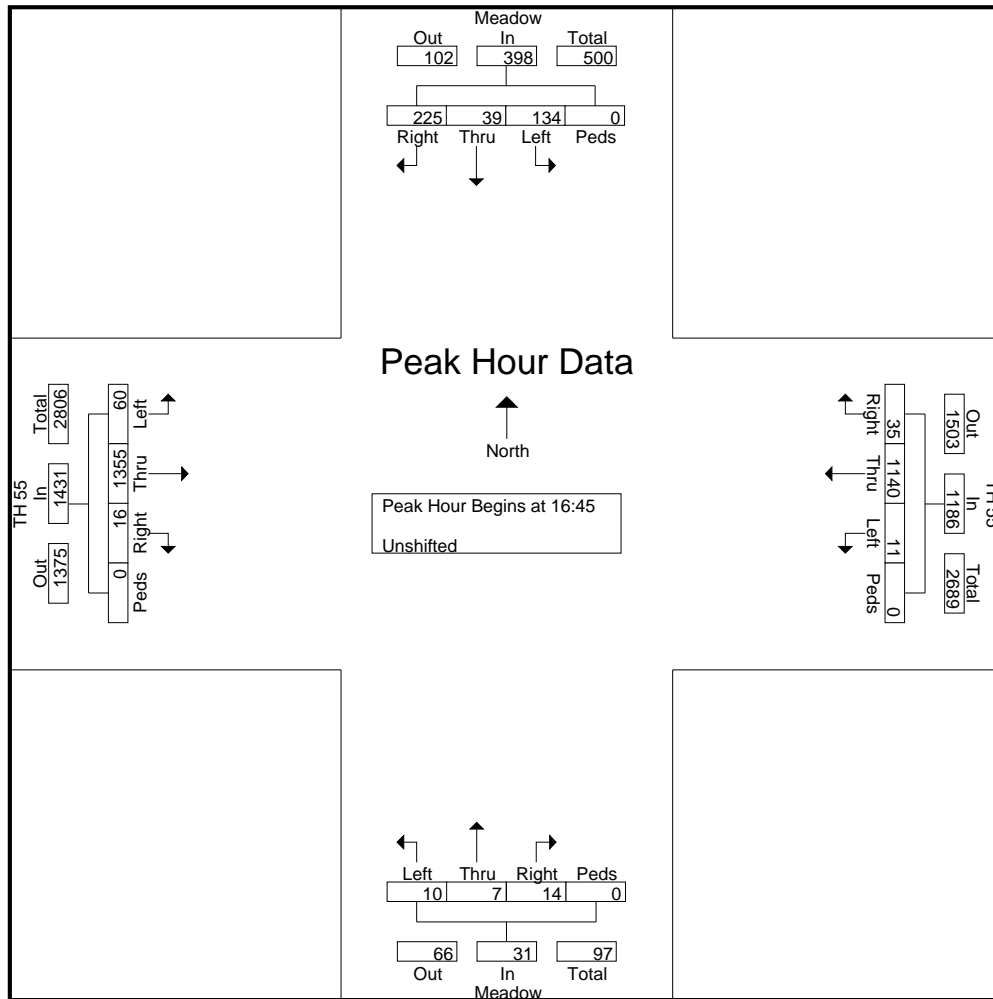 Meadow
Out In Total
102 398 500
225 39 134 0
Right Thru Left Peds
Peak Hour Data
North
Peak Hour Begins at 16:45
Unshifted
TH 55
Total In Out
2806 1431 1375
60 1355 16 0
Left Thru Right Peds
TH 55
Out In Total
1503 1186 2689
35 1140 11 0
Right Thru Left Peds
Left Thru Right Peds
10 7 14 0
66 31 97
Out In Total
Meadow